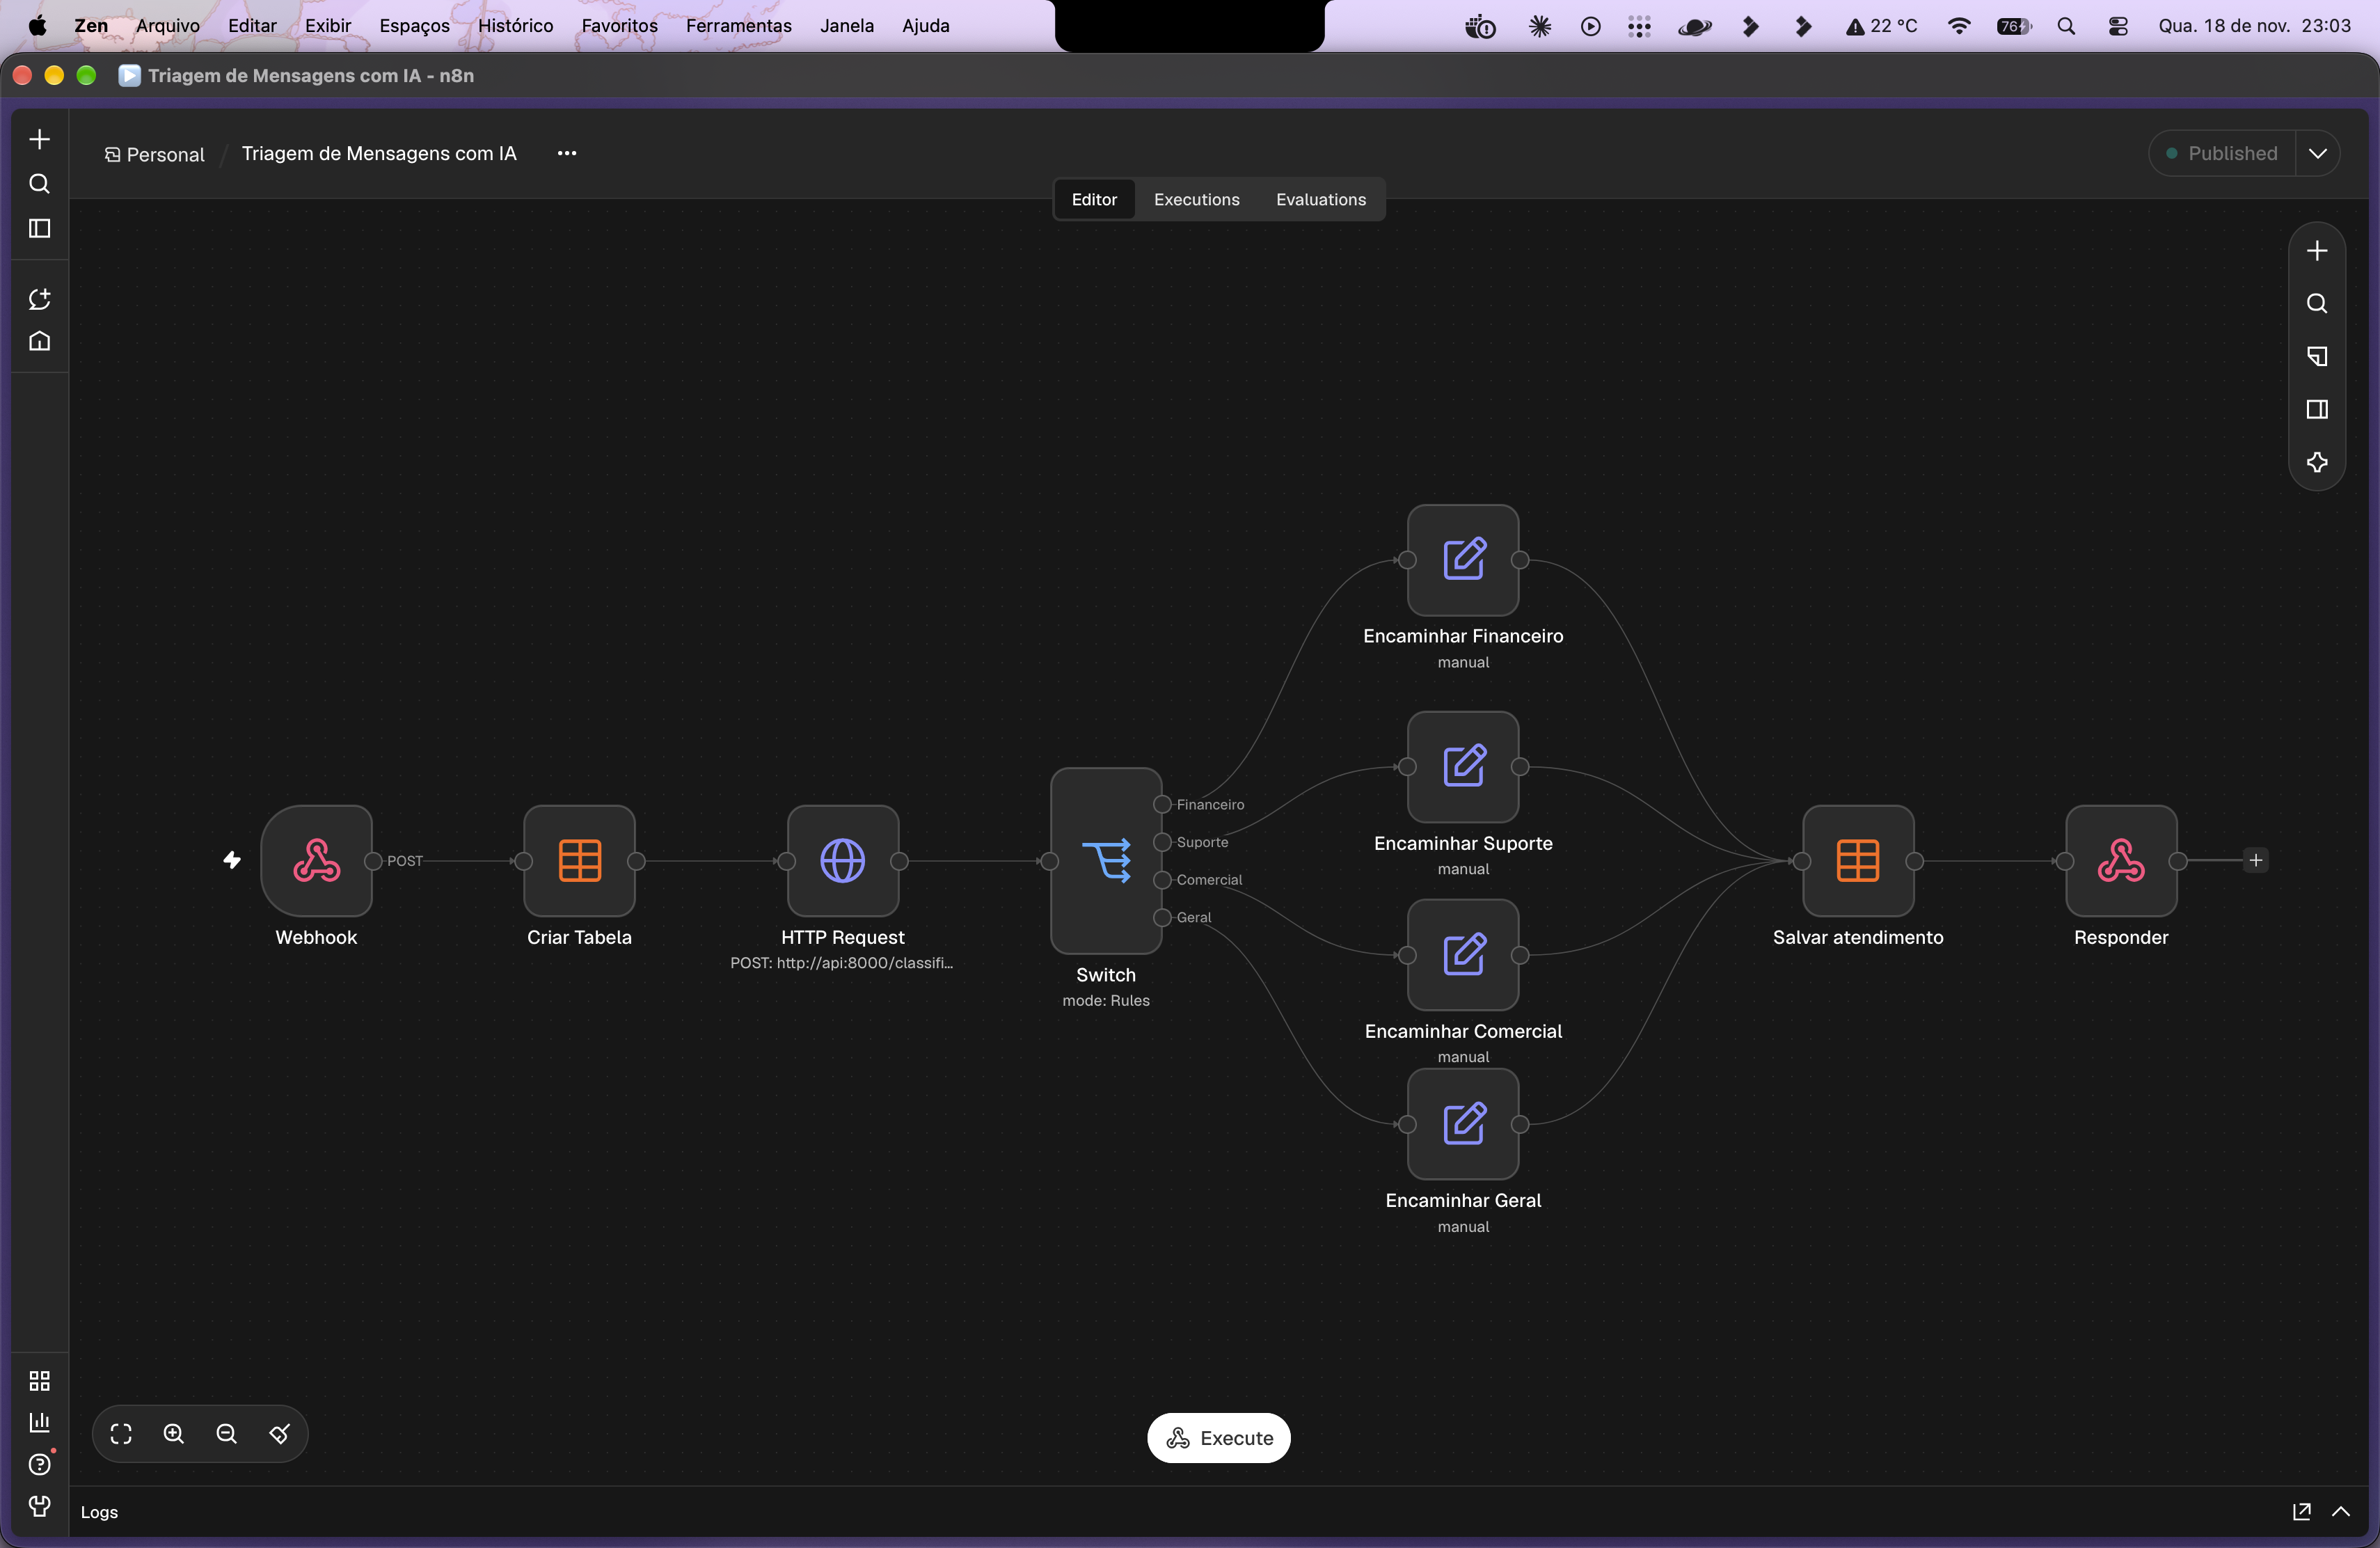 Zen Arquivo Editar Exibir Espaços Histórico Favoritos Ferramentas Janela Ajuda 22 °C 76 Qua. 18 de nov. 23:03
Triagem de Mensagens com IA - n8n
Personal / Triagem de Mensagens com IA ... Published
Editor Executions Evaluations
Encaminhar Financeiro
manual
Encaminhar Suporte
manual
Financeiro
Suporte
Comercial
Geral
POST
Webhook
Criar Tabela
HTTP Request
POST: http://api:8000/classifi...
Switch
mode: Rules
Encaminhar Comercial
manual
Encaminhar Geral
manual
Salvar atendimento
Responder
Execute
Logs